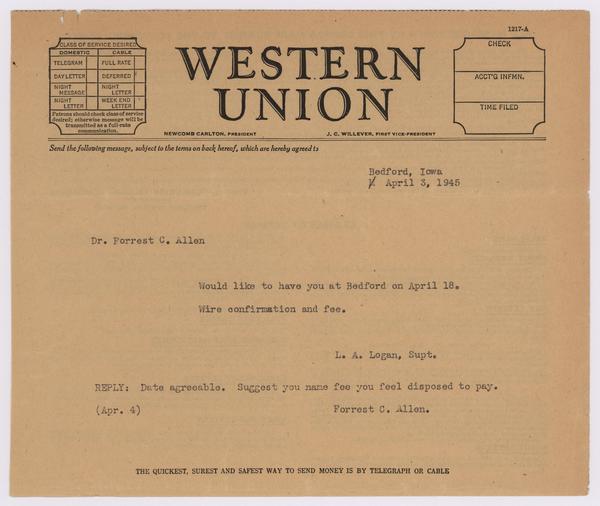 1217-A
CLASS OF SERVICE DESIRED
DOMESTIC CABLE
TELEGRAM FULL RATE
DAY LETTER DEFERRED
NIGHT MESSAGE NIGHT LETTER
NIGHT LETTER WEEK END LETTER
Patrons should check class of service
desired; otherwise message will be
transmitted as a full-rate
communication.
WESTERN
UNION
NEWCOMB CARLTON, PRESIDENT J. C. WILLEVER, FIRST VICE-PRESIDENT
CHECK
ACCT'G INFMN.
TIME FILED
Send the following message, subject to the terms on back hereof, which are hereby agreed to
Bedford, Iowa
April 3, 1945
Dr. Forrest C. Allen
Would like to have you at Bedford on April 18.
Wire confirmation and fee.
L. A. Logan, Supt.
REPLY: Date agreeable. Suggest you name fee you feel disposed to pay.
(Apr. 4) Forrest C. Allen.
THE QUICKEST, SUREST AND SAFEST WAY TO SEND MONEY IS BY TELEGRAPH OR CABLE